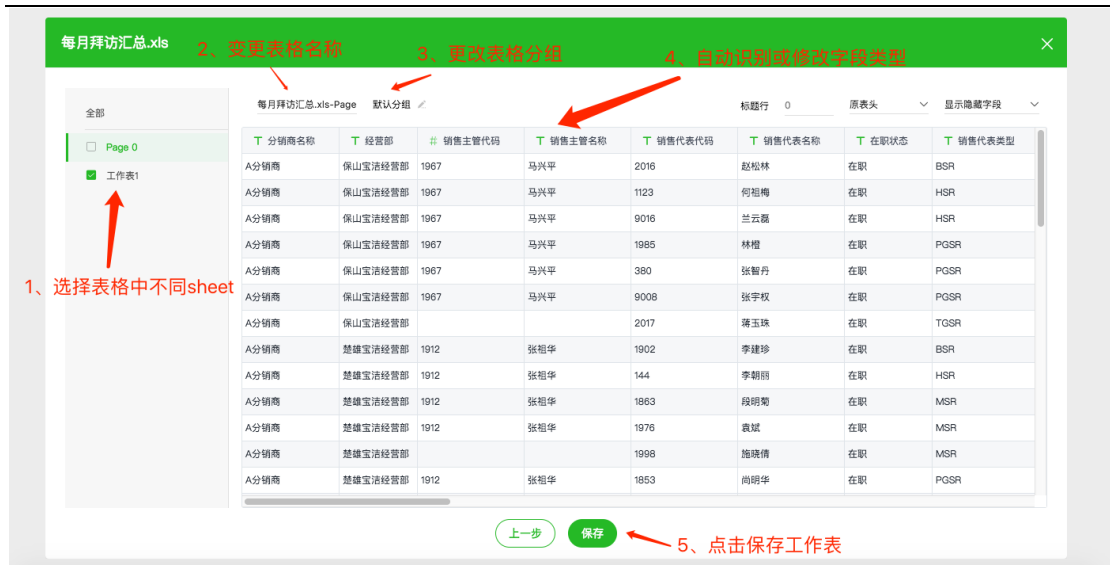 每月拜访汇总.xls
2、变更表格名称
3、更改表格分组
4、自动识别或修改字段类型
全部
每月拜访汇总.xls-Page 默认分组
标题行 0 原表头 显示隐藏字段
Page 0
工作表1
1、选择表格中不同sheet
T 分销商名称 T 经营部 # 销售主管代码 T 销售主管名称 T 销售代表代码 T 销售代表名称 T 在职状态 T 销售代表类型
A分销商 保山宝洁经营部 1967 马兴平 2016 赵松林 在职 BSR
A分销商 保山宝洁经营部 1967 马兴平 1123 何祖梅 在职 HSR
A分销商 保山宝洁经营部 1967 马兴平 9016 兰云磊 在职 HSR
A分销商 保山宝洁经营部 1967 马兴平 1985 林橙 在职 PGSR
A分销商 保山宝洁经营部 1967 马兴平 380 张智丹 在职 PGSR
A分销商 保山宝洁经营部 1967 马兴平 9008 张宇权 在职 PGSR
A分销商 保山宝洁经营部 2017 蒋玉珠 在职 TGSR
A分销商 楚雄宝洁经营部 1912 张祖华 1902 李建珍 在职 BSR
A分销商 楚雄宝洁经营部 1912 张祖华 144 李朝丽 在职 HSR
A分销商 楚雄宝洁经营部 1912 张祖华 1863 段明菊 在职 MSR
A分销商 楚雄宝洁经营部 1912 张祖华 1976 袁斌 在职 MSR
A分销商 楚雄宝洁经营部 1998 施晓倩 在职 MSR
A分销商 楚雄宝洁经营部 1912 张祖华 1853 尚明华 在职 PGSR
上一步 保存
5、点击保存工作表